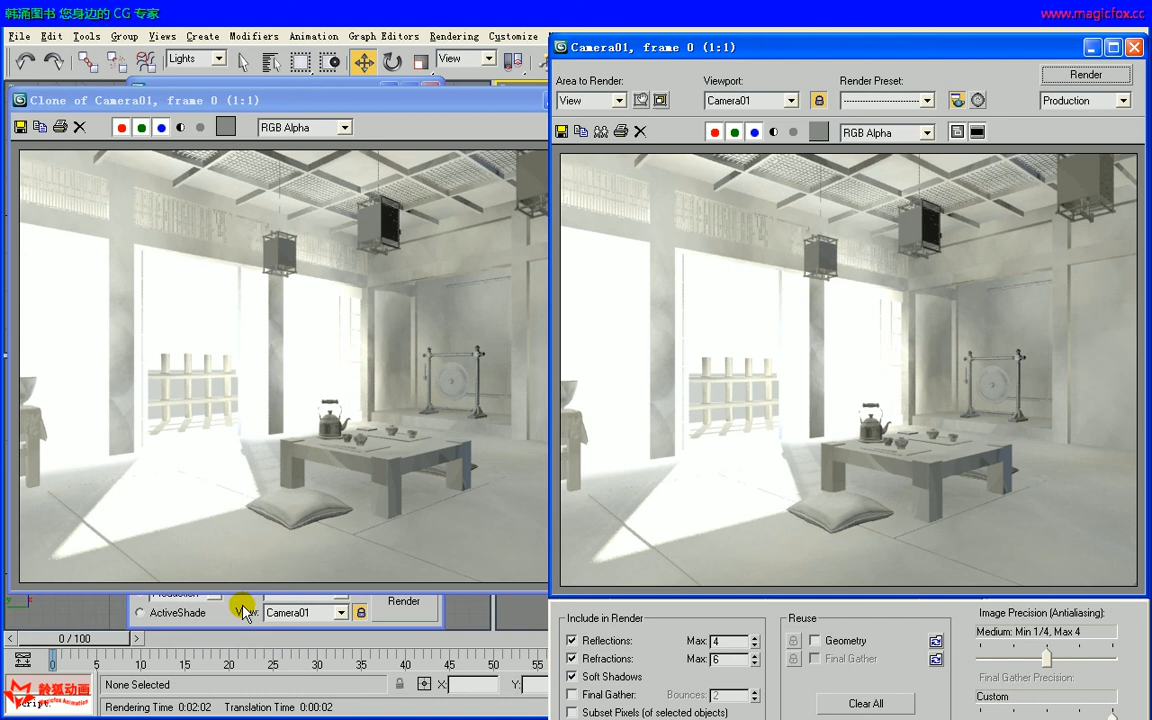 韩涌图书 您身边的 CG 专家
www.magicfox.cc
File Edit Tools Group Views Create Modifiers Animation Graph Editors Rendering Customize
Lights
View
Clone of Camera01, frame 0 (1:1)
RGB Alpha
Camera01, frame 0 (1:1)
Area to Render:
Viewport:
Render Preset:
Render
View
Camera01
Production
RGB Alpha
ActiveShade
Camera01
Render
0 / 100
0 5 10 15 20 25 30 35 40 45 50 55
None Selected
X:
Y:
Rendering Time 0:02:02 Translation Time 0:00:02
龄狐动画
Magicfox Animation
Include in Render
Reflections: Max: 4
Refractions: Max: 6
Soft Shadows
Final Gather: Bounces: 2
Subset Pixels (of selected objects)
Reuse
Geometry
Final Gather
Clear All
Image Precision (Antialiasing):
Medium: Min 1/4, Max 4
Final Gather Precision:
Custom